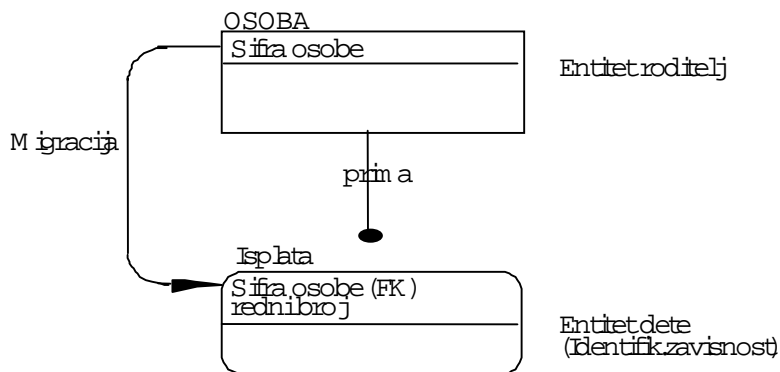 OSOBA
Sifra osobe
Entitet roditelj
Migracija
prima
Isplata
Sifra osobe (FK)
redni broj
Entitet dete
(Identifik.zavisnost)